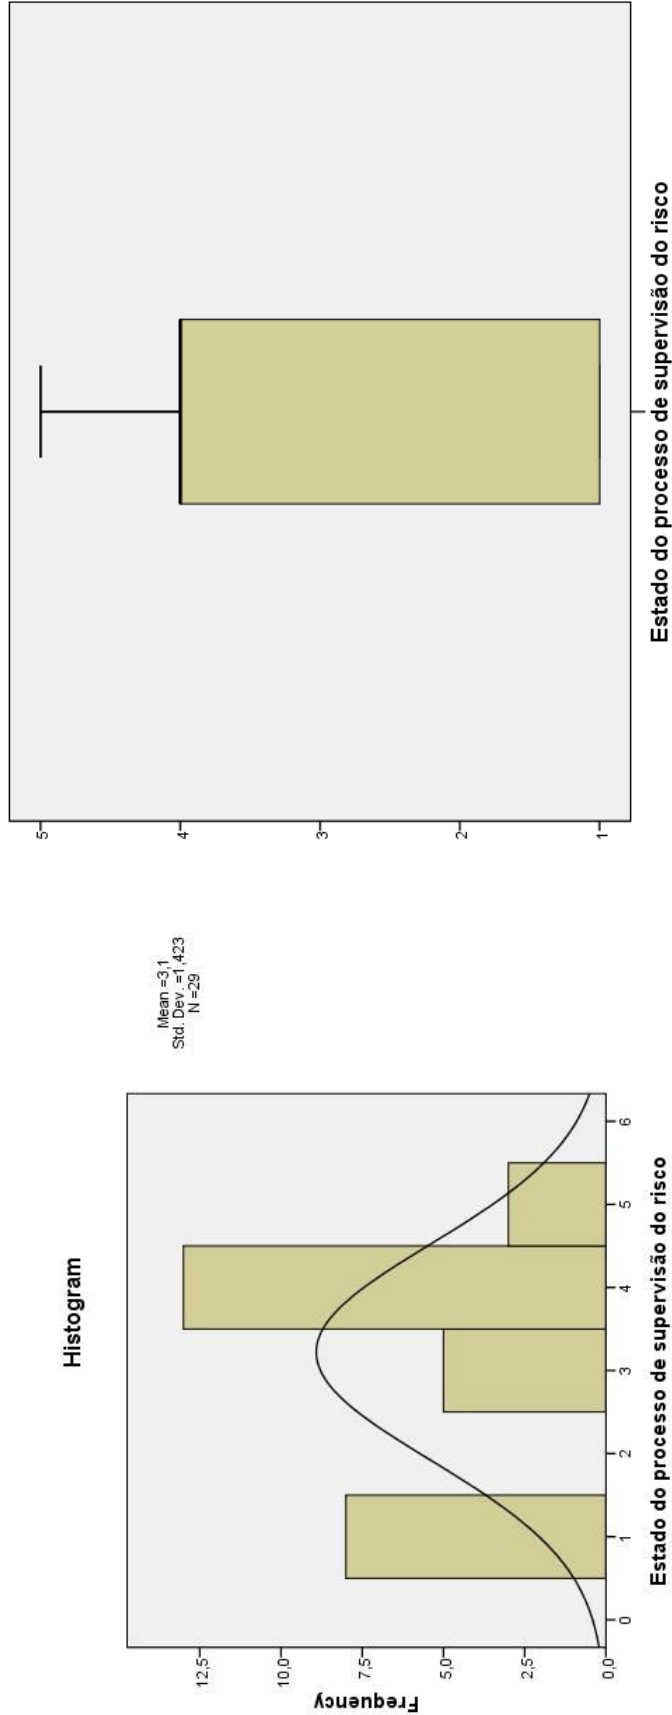 Histogram
Frequency
12,5
10,0
7,5
5,0
2,5
0,0
0 1 2 3 4 5 6
Estado do processo de supervisão do risco
Mean =3,1
Std. Dev. =1,423
N =29
5
4
3
2
1
Estado do processo de supervisão do risco